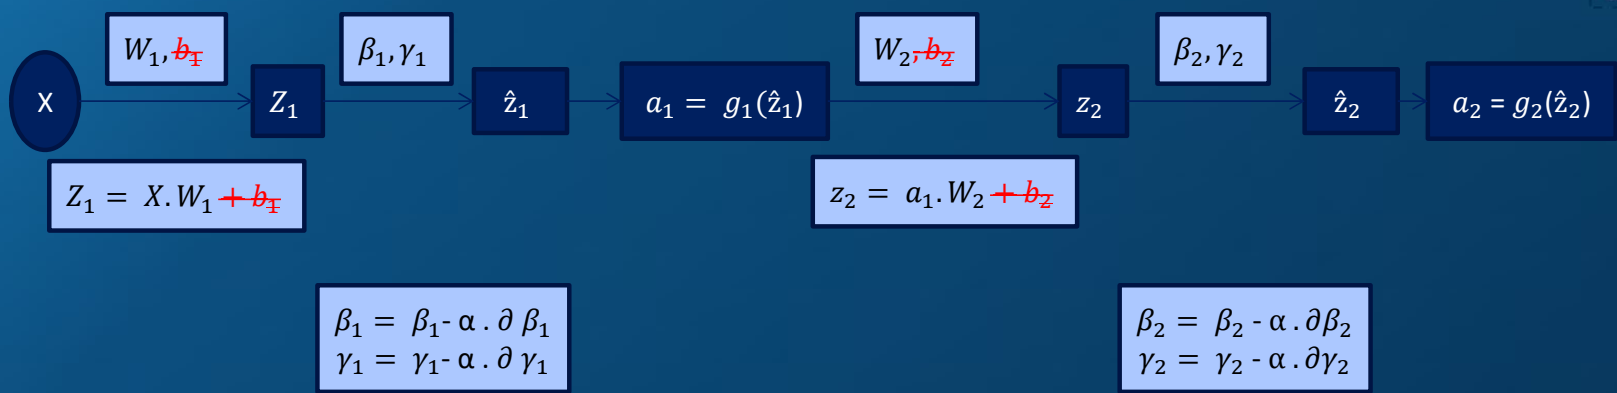 W₁, b₁
β₁, γ₁
W₂, b₂
β₂, γ₂
X
Z₁
ẑ₁
a₁ = g₁(ẑ₁)
z₂
ẑ₂
a₂ = g₂(ẑ₂)
Z₁ = X.W₁ + b₁
z₂ = a₁.W₂ + b₂
β₁ = β₁- α . ∂ β₁
γ₁ = γ₁- α . ∂ γ₁
β₂ = β₂ - α . ∂β₂
γ₂ = γ₂ - α . ∂γ₂